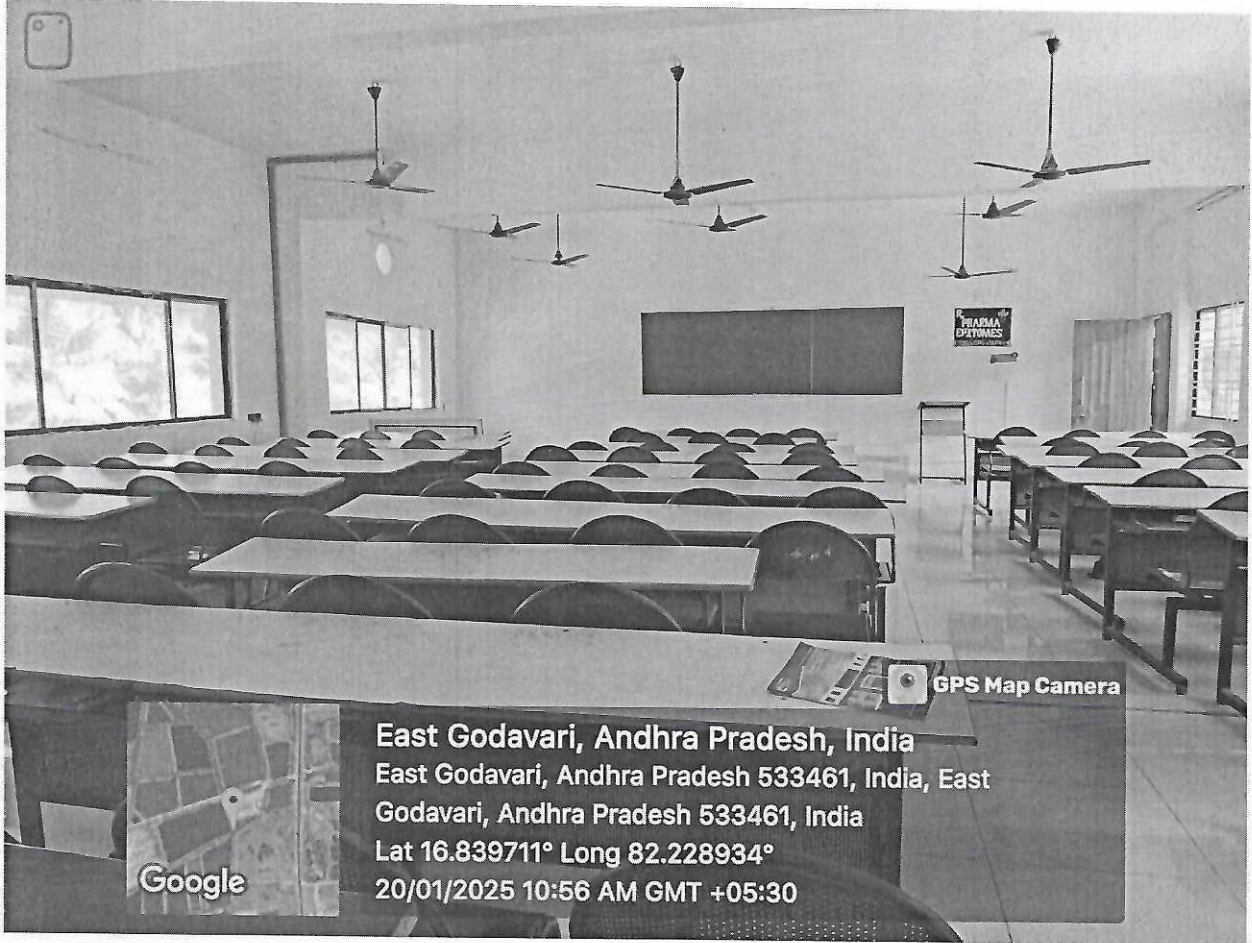 PHARMA
EPITOMES
GPS Map Camera
East Godavari, Andhra Pradesh, India
East Godavari, Andhra Pradesh 533461, India, East
Godavari, Andhra Pradesh 533461, India
Lat 16.839711° Long 82.228934°
20/01/2025 10:56 AM GMT +05:30
Google